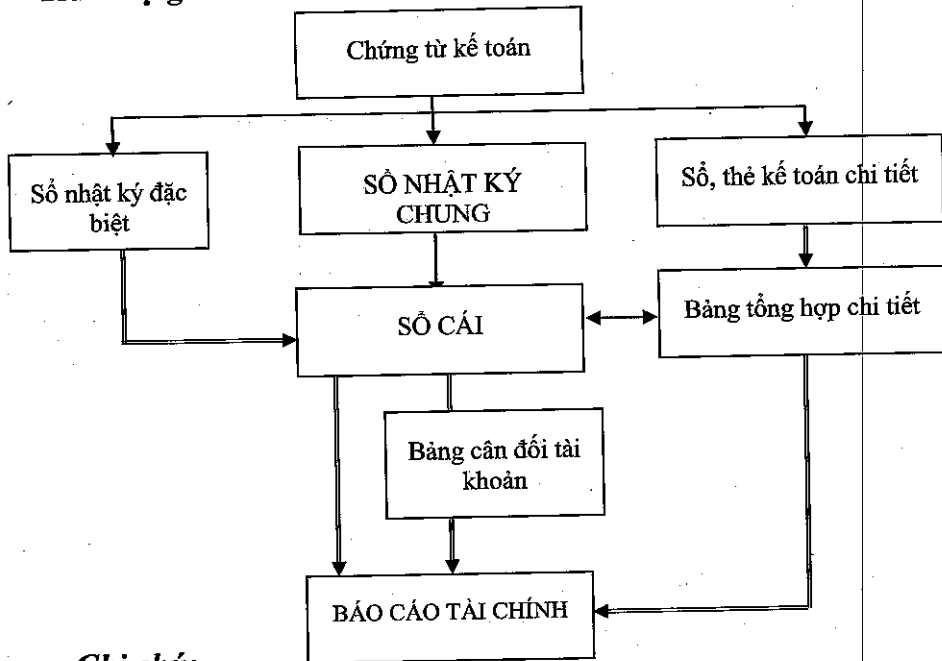 Chứng từ kế toán
Sổ nhật ký đặc
biệt
SỔ NHẬT KÝ
CHUNG
Sổ, thẻ kế toán chi tiết
SỔ CÁI
Bảng tổng hợp chi tiết
Bảng cân đối tài
khoản
BÁO CÁO TÀI CHÍNH